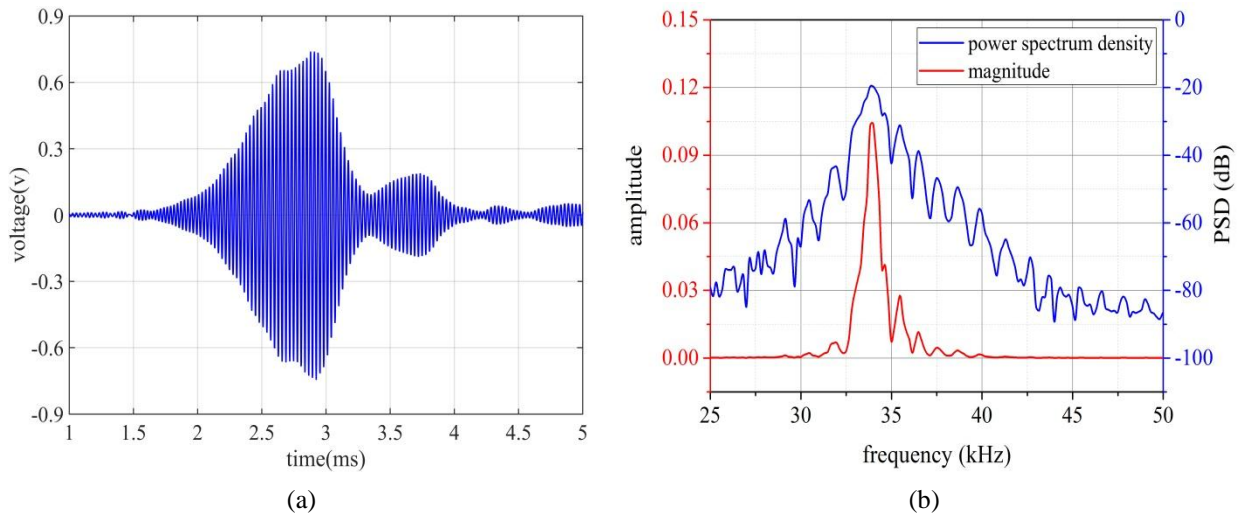 0.9
0.6
0.3
0
-0.3
-0.6
-0.9
voltage(v)
1 1.5 2 2.5 3 3.5 4 4.5 5
time(ms)
(a)
0.15
0.12
0.09
0.06
0.03
0.00
amplitude
power spectrum density
magnitude
0
-20
-40
-60
-80
-100
PSD (dB)
25 30 35 40 45 50
frequency (kHz)
(b)